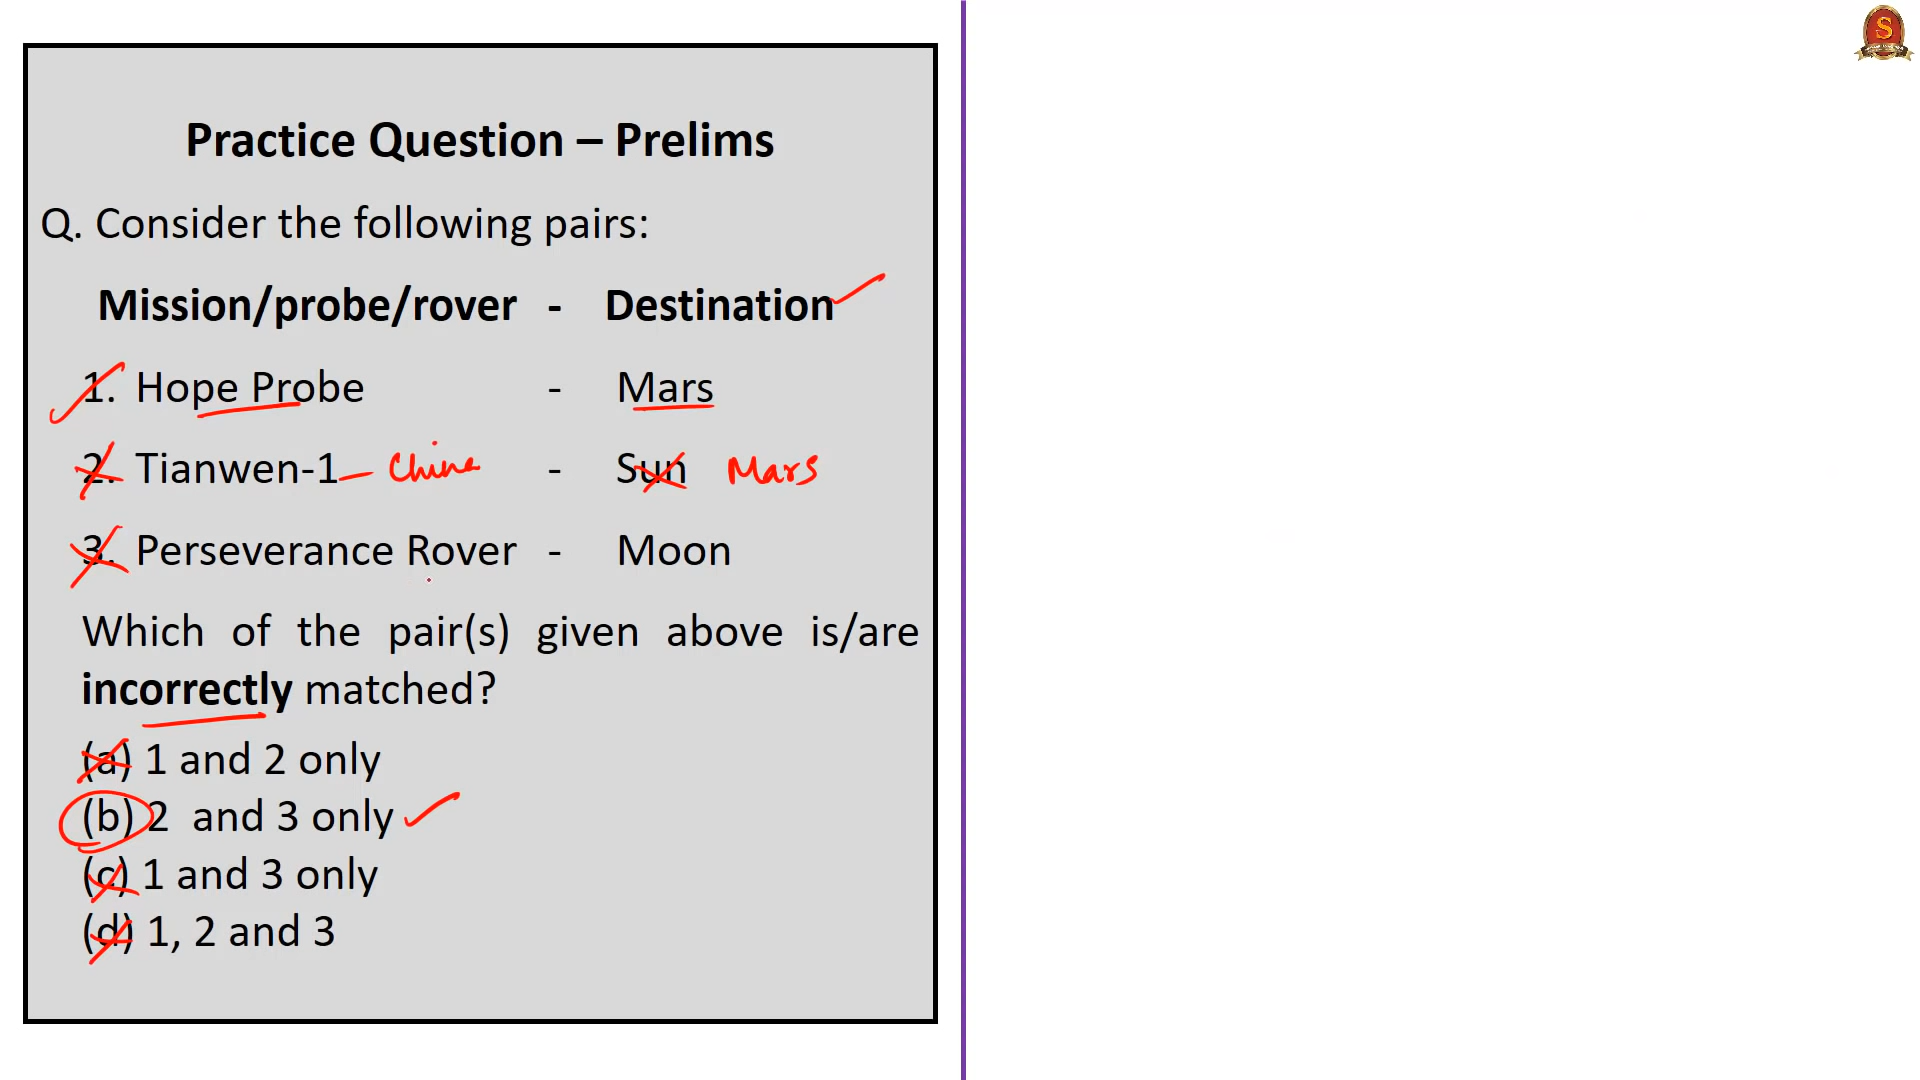 S
Practice Question – Prelims
Q. Consider the following pairs:
Mission/probe/rover - Destination
1. Hope Probe - Mars
2. Tianwen-1 – China - Sun Mars
3. Perseverance Rover - Moon
Which of the pair(s) given above is/are
incorrectly matched?
(a) 1 and 2 only
(b) 2 and 3 only
(c) 1 and 3 only
(d) 1, 2 and 3